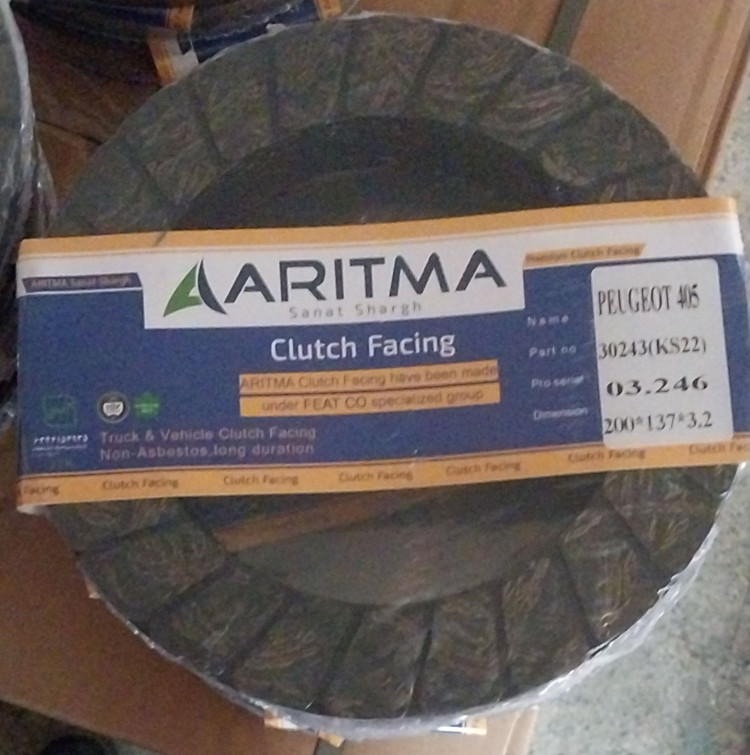 ARITMA Sanat Shargh
ARITMA
Sanat Shargh
Clutch Facing
ARITMA Clutch Facing have been made
under FEAT CO specialized group
Truck & Vehicle Clutch Facing
Non-Asbestos,long duration
Clutch Facing
Name PEUGEOT 405
Part no 30243(KS22)
Pro serial 03.246
Dimension 200*137*3.2
Facing Clutch Facing Clutch Facing Clutch Facing Clutch Facing Clutch Facing Clutch